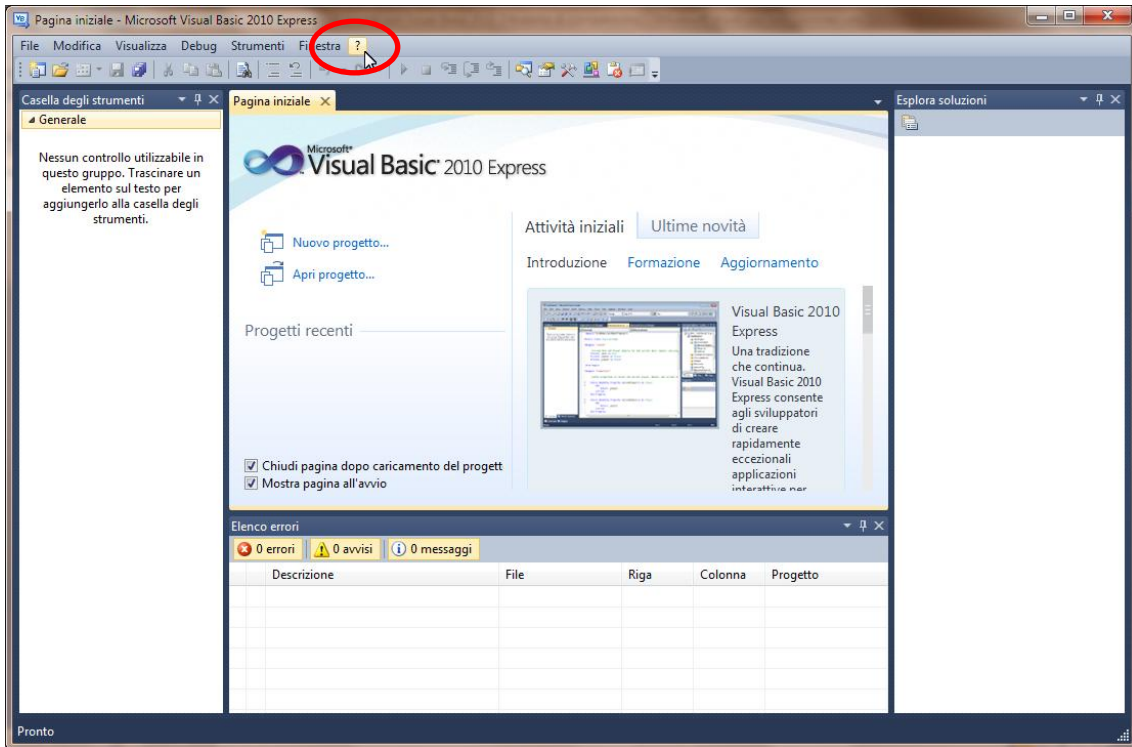 Pagina iniziale - Microsoft Visual Basic 2010 Express
File Modifica Visualizza Debug Strumenti Finestra ?
Casella degli strumenti
Generale
Nessun controllo utilizzabile in
questo gruppo. Trascinare un
elemento sul testo per
aggiungerlo alla casella degli
strumenti.
Pagina iniziale
Microsoft
Visual Basic 2010 Express
Nuovo progetto...
Apri progetto...
Progetti recenti
Chiudi pagina dopo caricamento del progett
Mostra pagina all'avvio
Attività iniziali Ultime novità
Introduzione Formazione Aggiornamento
Visual Basic 2010
Express
Una
tradizione
che continua.
Visual Basic 2010
Express consente
agli sviluppatori
di creare
rapidamente
eccezionali
applicazioni
interattive per
Esplora soluzioni
Elenco errori
0 errori 0 avvisi 0 messaggi
Descrizione File Riga Colonna Progetto
Pronto